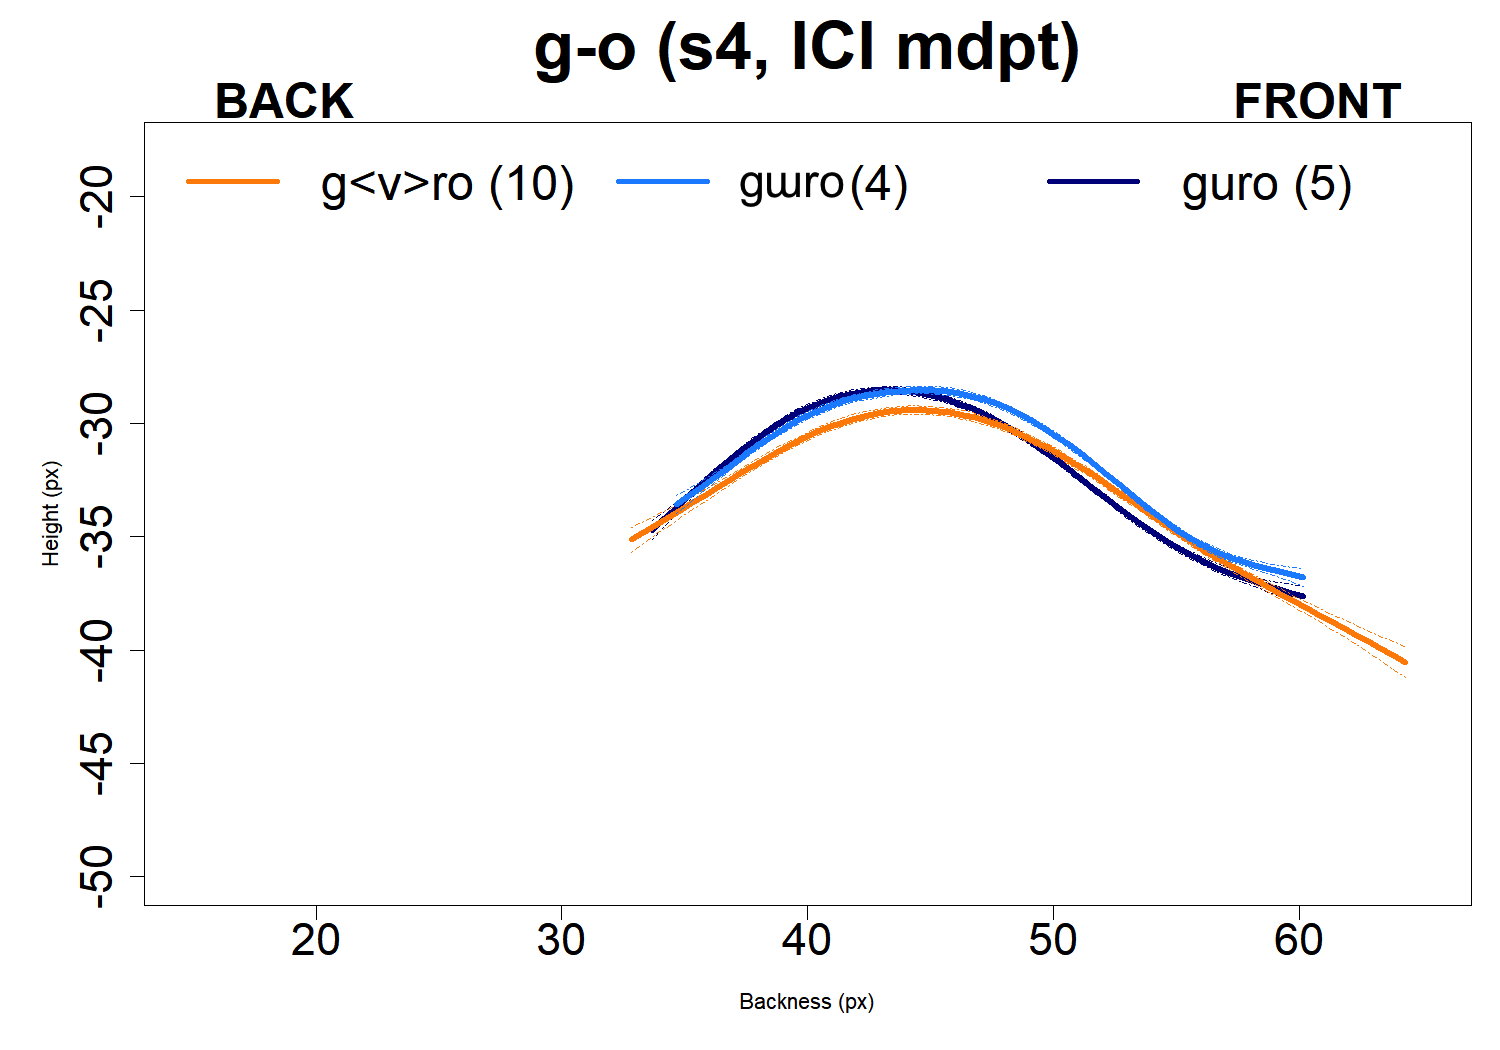 g-o (s4, ICI mdpt)
BACK FRONT
g<v>ro (10) gɯro (4) guro (5)
-20
-25
-30
-35
-40
-45
-50
Height (px)
20 30 40 50 60
Backness (px)